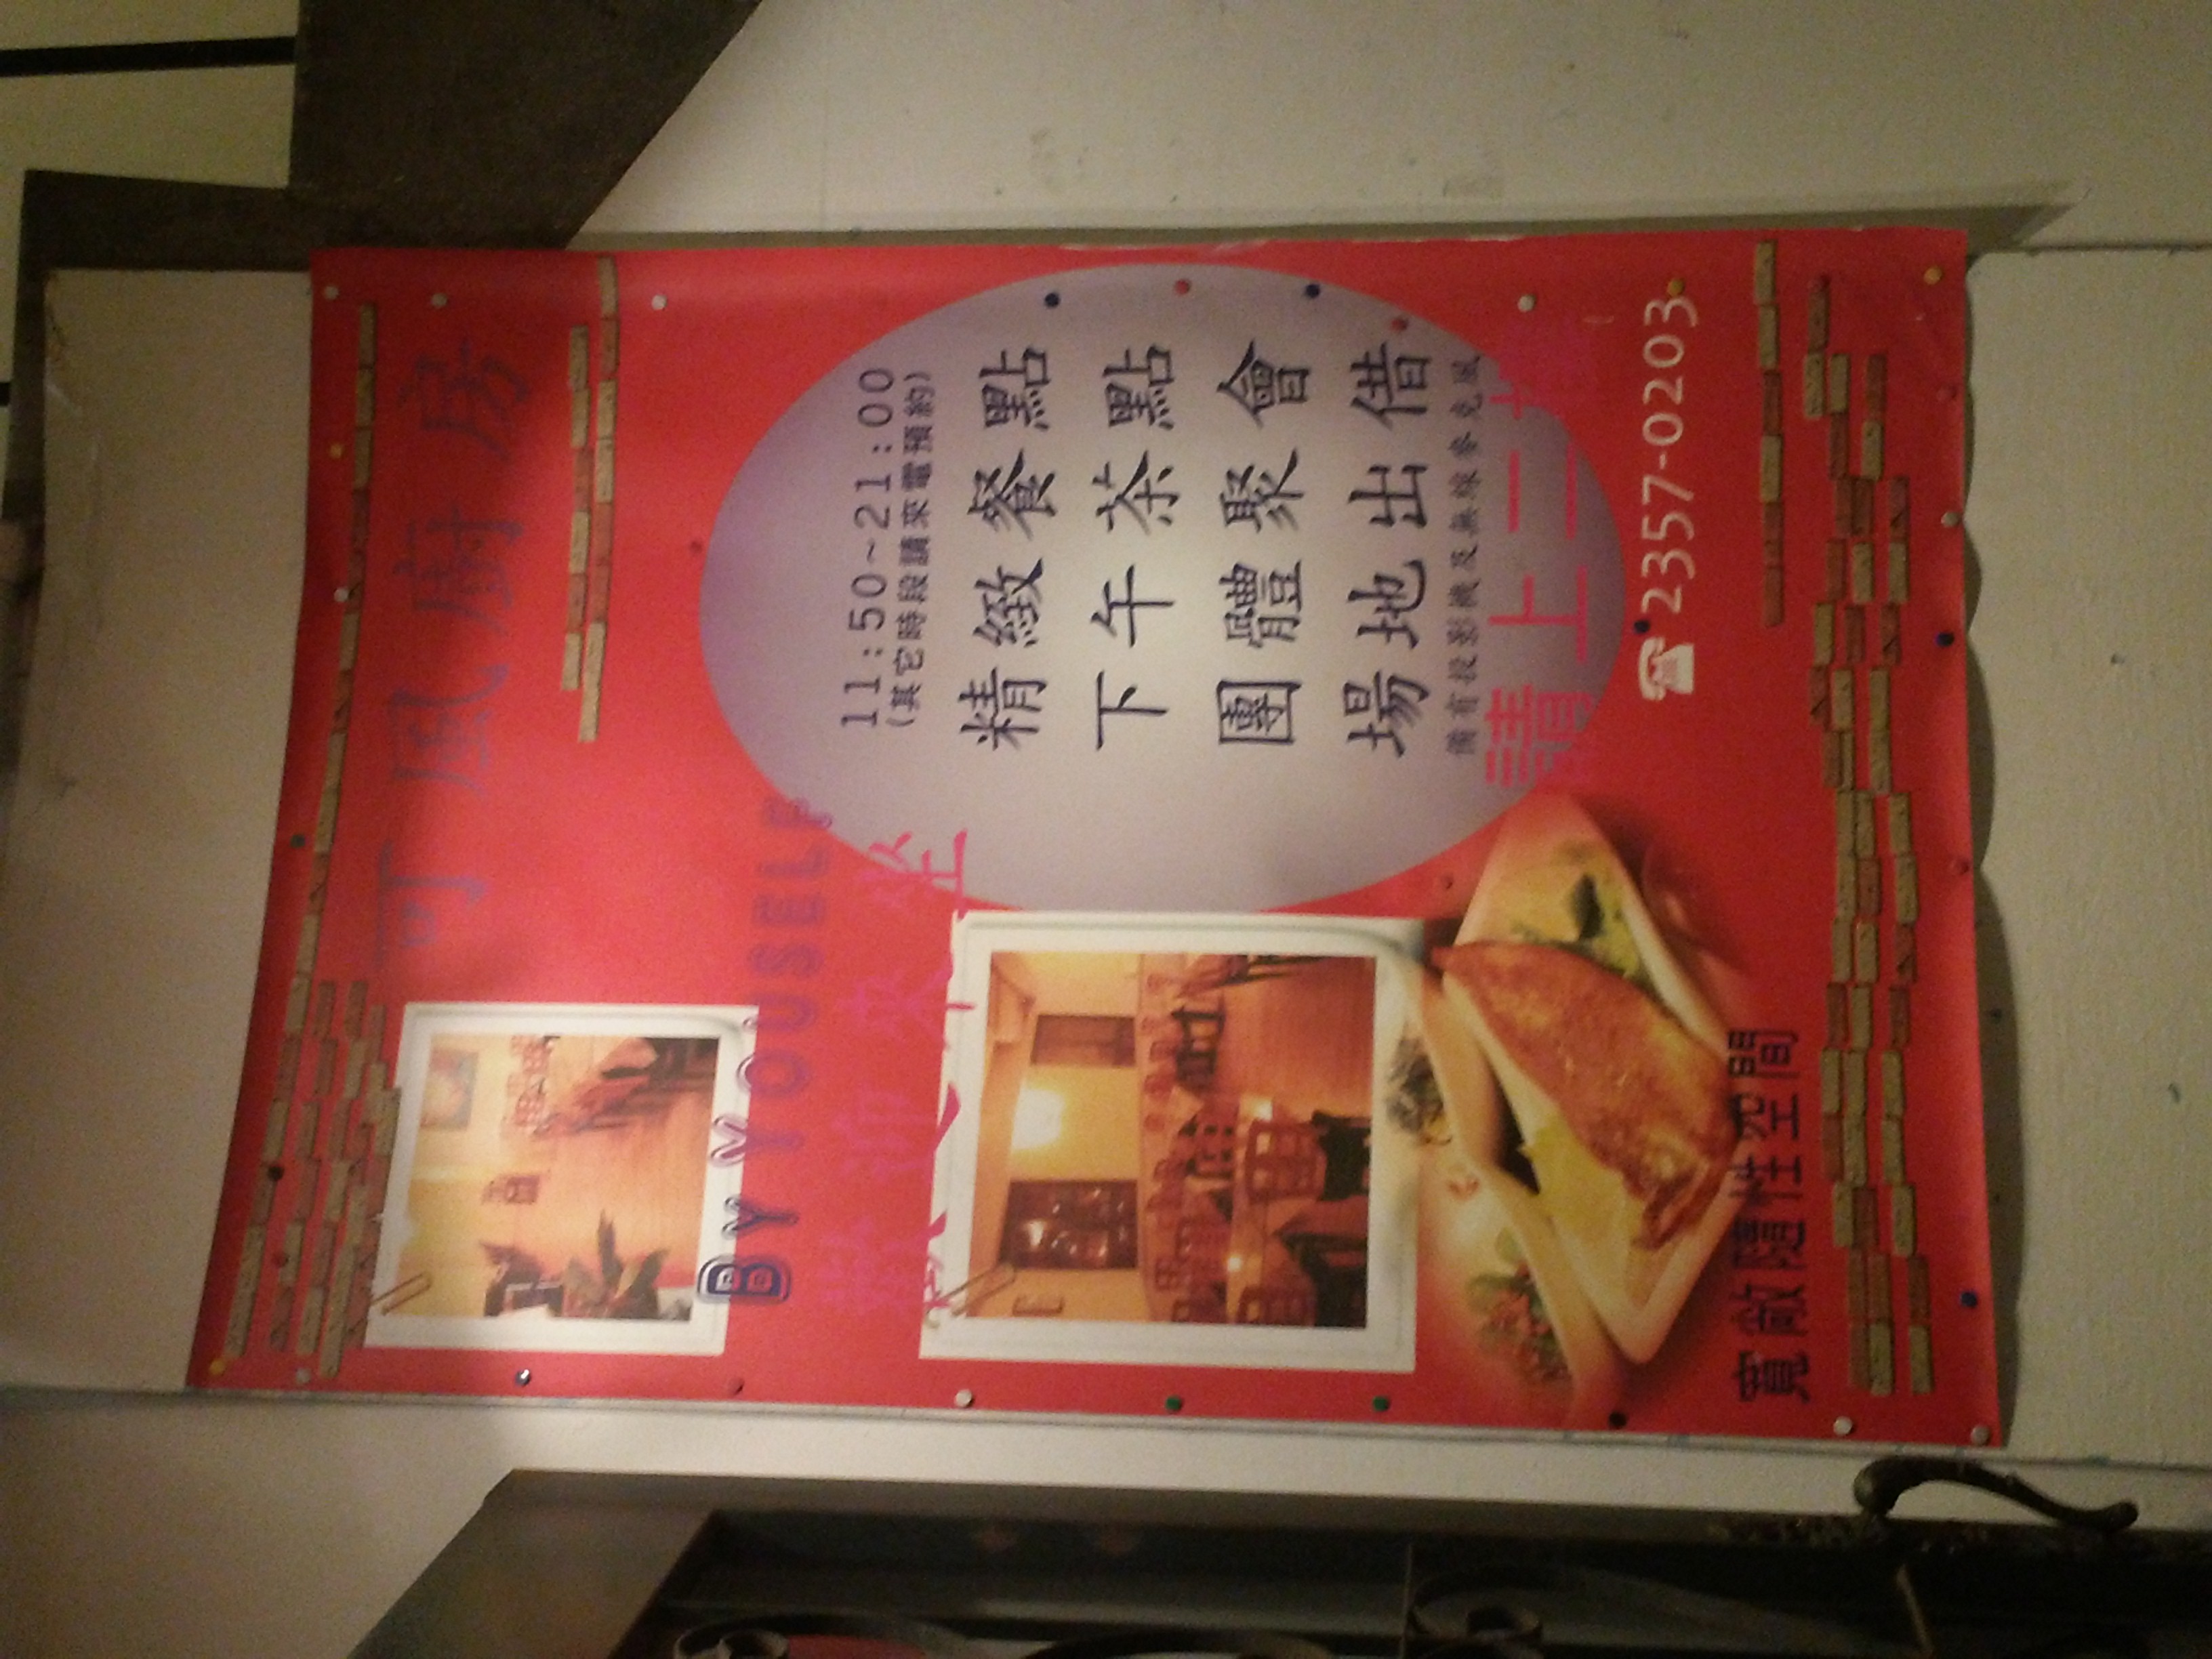 可風廚房
BY YOUSELF
歡迎來坐
11:50~21:00
(其它時段請來電預約)
精緻餐點
下午茶點
團體聚會
場地出借
備有投影機及無線麥克風
請上二樓
2357-0203
寬敞隨性空間